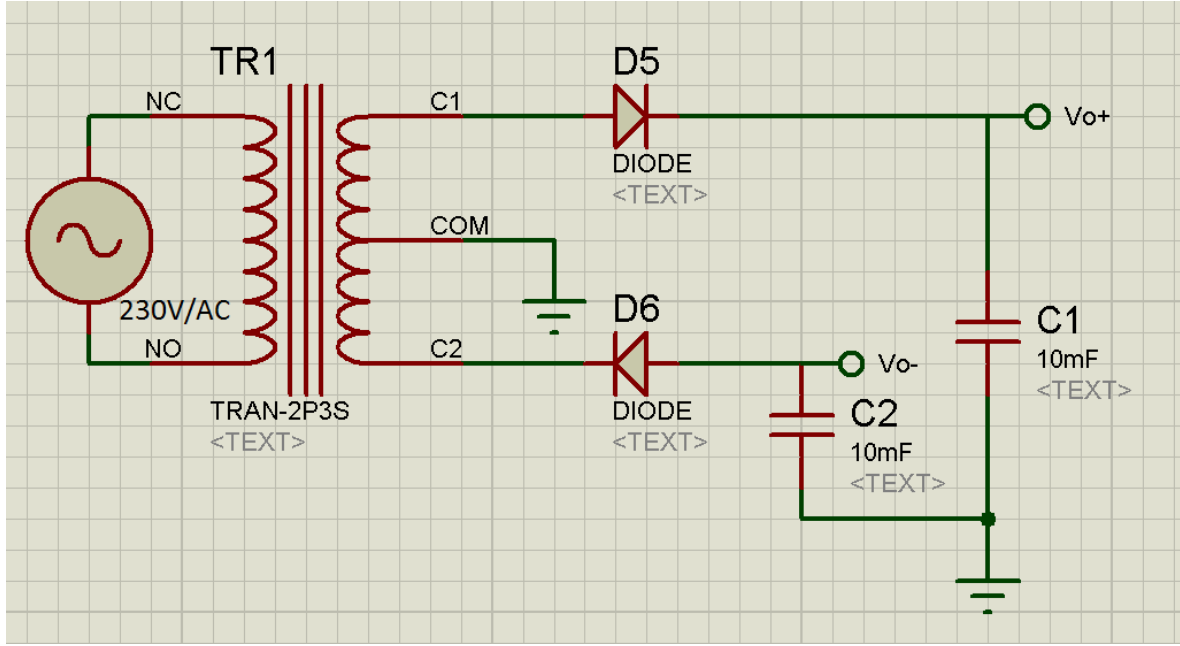 TR1
D5
NC
C1
Vo+
DIODE
<TEXT>
COM
230V/AC
D6
C1
10mF
<TEXT>
NO
C2
Vo-
TRAN-2P3S
<TEXT>
DIODE
<TEXT>
C2
10mF
<TEXT>